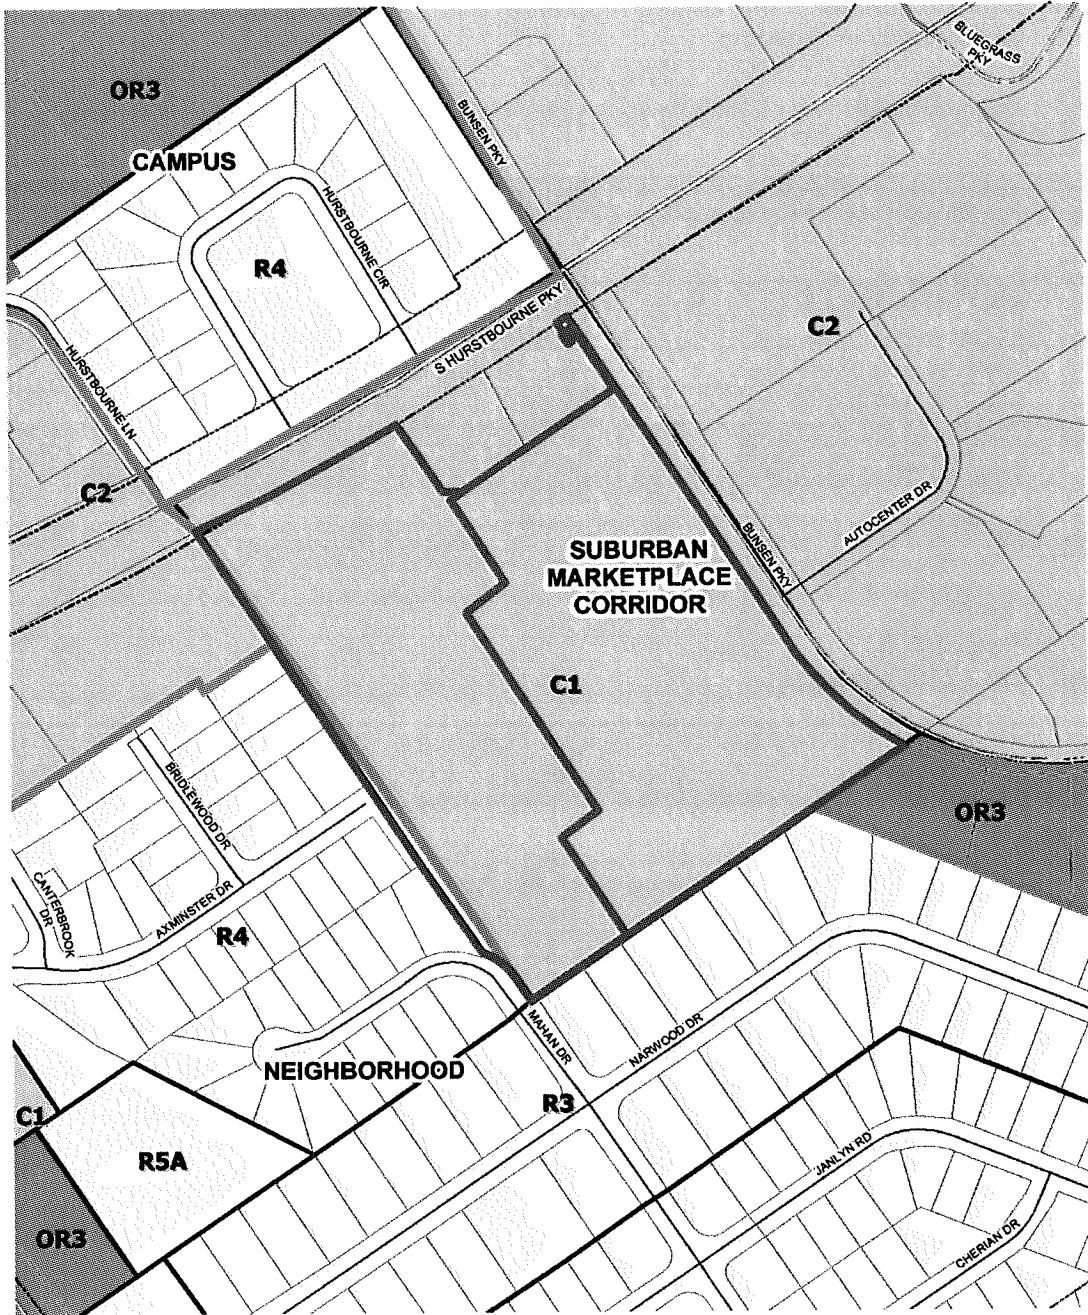 BLUEGRASS
PKY
OR3
BUNSEN PKY
CAMPUS
HURSTBOURNE CIR
R4
S HURSTBOURNE PKY
C2
HURSTBOURNE LN
C2
AUTOCENTER DR
BUNSEN PKY
SUBURBAN
MARKETPLACE
CORRIDOR
C1
BRIDLEWOOD DR
OR3
CANTERBROOK
DR
AXMINSTER DR
R4
MAHAN DR
NARWOOD DR
NEIGHBORHOOD
R3
C1
R5A
JANLYN RD
OR3
CHERIAN DR